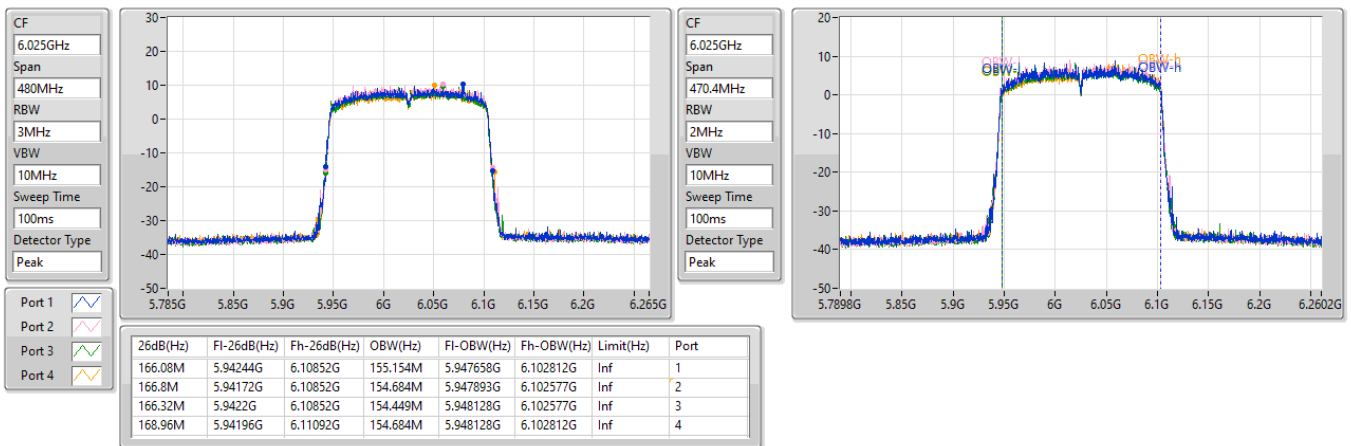 CF
6.025GHz
Span
480MHz
RBW
3MHz
VBW
10MHz
Sweep Time
100ms
Detector Type
Peak
30
20
10
0
-10
-20
-30
-40
-50
5.785G 5.85G 5.9G 5.95G 6G 6.05G 6.1G 6.15G 6.2G 6.265G
CF
6.025GHz
Span
470.4MHz
RBW
2MHz
VBW
10MHz
Sweep Time
100ms
Detector Type
Peak
20
10
0
-10
-20
-30
-40
-50
OBW-l OBW-h
5.7898G 5.85G 5.9G 5.95G 6G 6.05G 6.1G 6.15G 6.2G 6.2602G
Port 1
Port 2
Port 3
Port 4
26dB(Hz) Fl-26dB(Hz) Fh-26dB(Hz) OBW(Hz) Fl-OBW(Hz) Fh-OBW(Hz) Limit(Hz) Port
166.08M 5.94244G 6.10852G 155.154M 5.947658G 6.102812G Inf 1
166.8M 5.94172G 6.10852G 154.684M 5.947893G 6.102577G Inf 2
166.32M 5.9422G 6.10852G 154.449M 5.948128G 6.102577G Inf 3
168.96M 5.94196G 6.11092G 154.684M 5.948128G 6.102812G Inf 4